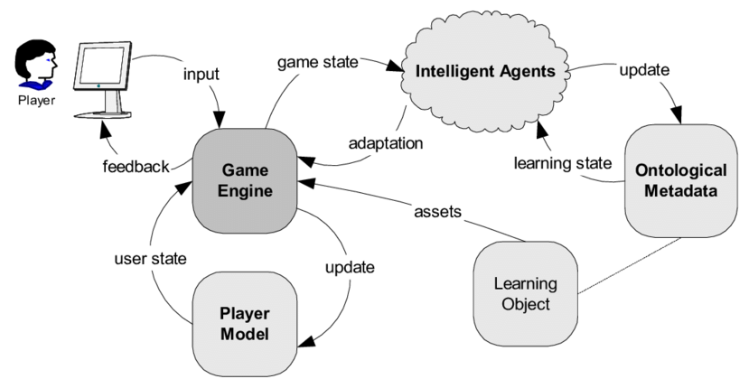 Player
input
feedback
game state
adaptation
Intelligent Agents
update
learning state
Ontological
Metadata
Game
Engine
assets
user state
update
Player
Model
Learning
Object